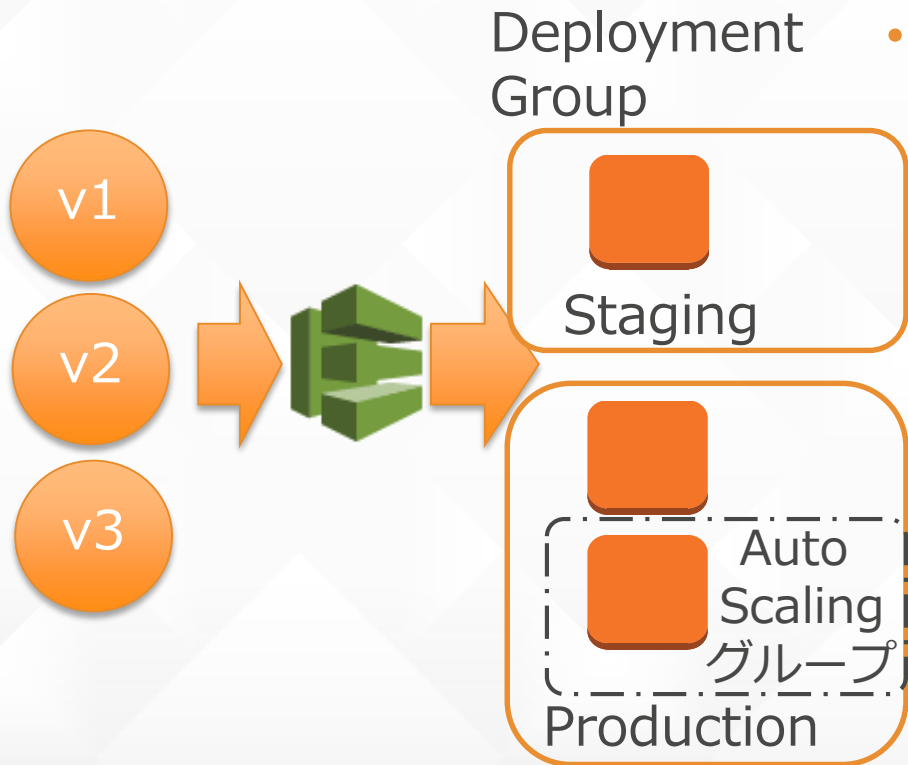 Deployment •
Group
v1
v2
v3
Staging
Auto
Scaling
グループ
Production